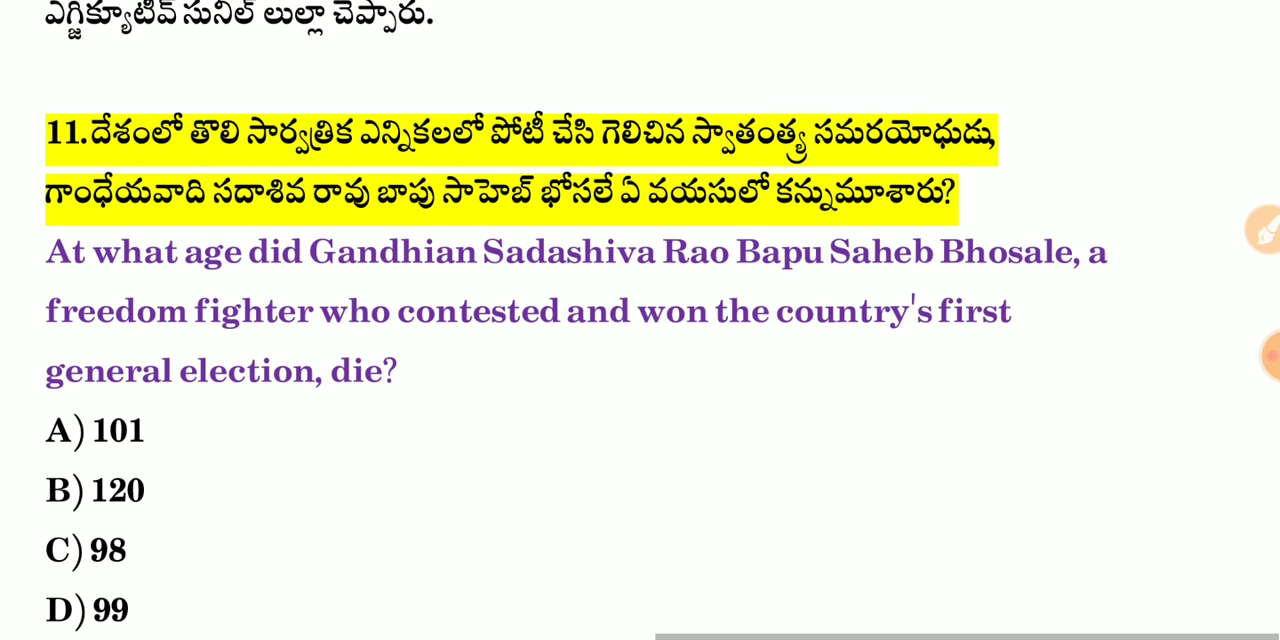 ఎగ్జిక్యూటివ్ సునీల్ లుల్లా చెప్పారు.
11.దేశంలో తొలి సార్వత్రిక ఎన్నికలలో పోటీ చేసి గెలిచిన స్వాతంత్ర్య సమరయోధుడు,
గాంధేయవాది సదాశివ రావు బాపు సాహెబ్ భోసలే ఏ వయసులో కన్నుమూశారు?
At what age did Gandhian Sadashiva Rao Bapu Saheb Bhosale, a
freedom fighter who contested and won the country's first
general election, die?
A) 101
B) 120
C) 98
D) 99